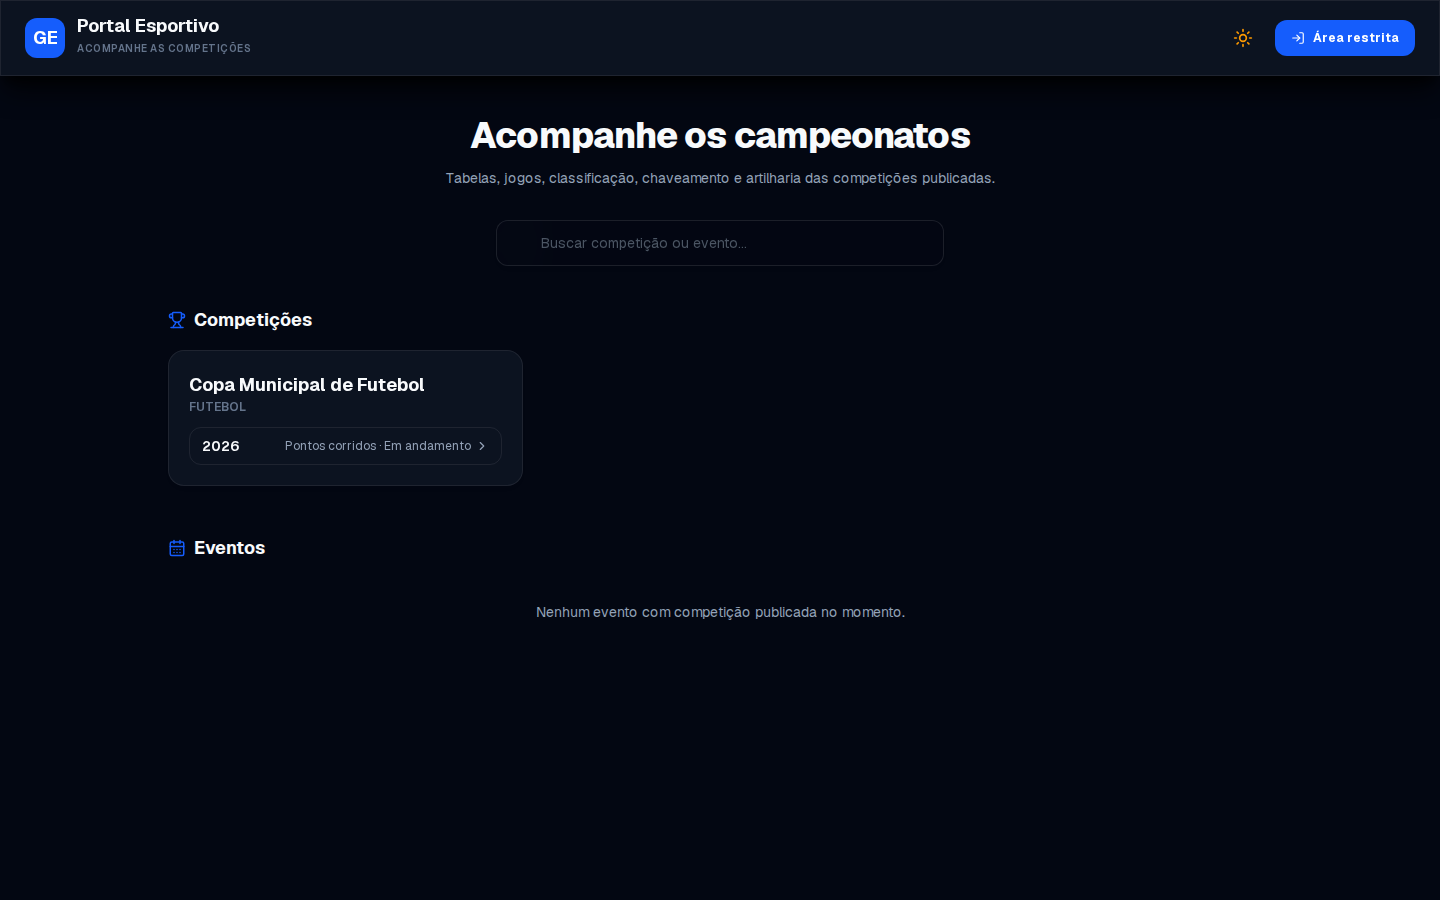 GE
Portal Esportivo
ACOMPANHE AS COMPETIÇÕES
Área restrita
Acompanhe os campeonatos
Tabelas, jogos, classificação, chaveamento e artilharia das competições publicadas.
Buscar competição ou evento...
Competições
Copa Municipal de Futebol
FUTEBOL
2026 Pontos corridos · Em andamento
Eventos
Nenhum evento com competição publicada no momento.